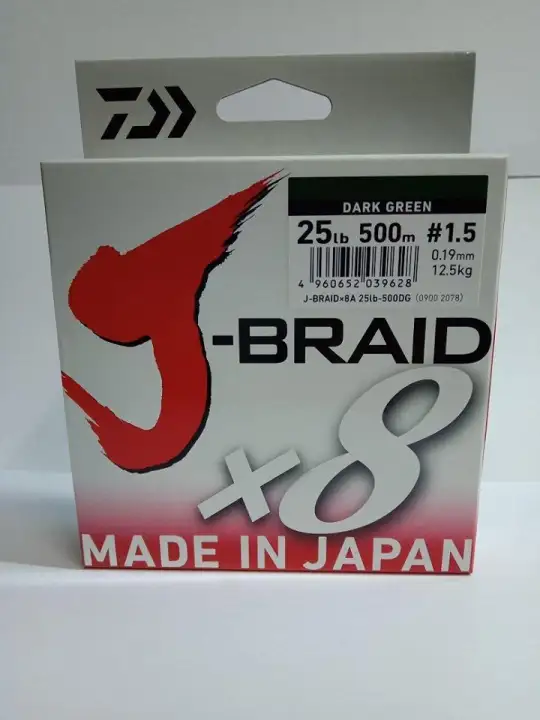 DARK GREEN
25lb 500m #1.5
0.19mm
12.5kg
4 960652 039628
J-BRAID×8A 25lb-500DG (0900 2078)
J-BRAID
×8
MADE IN JAPAN